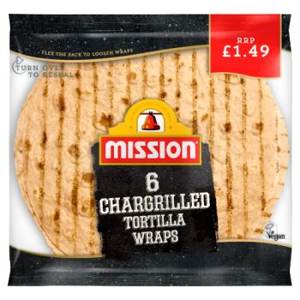 FLEX THE PACK TO LOOSEN WRAPS
TURN OVER
TO RESEAL
RRP
£1.49
MISSION
6
CHARGRILLED
TORTILLA
WRAPS
Vegan